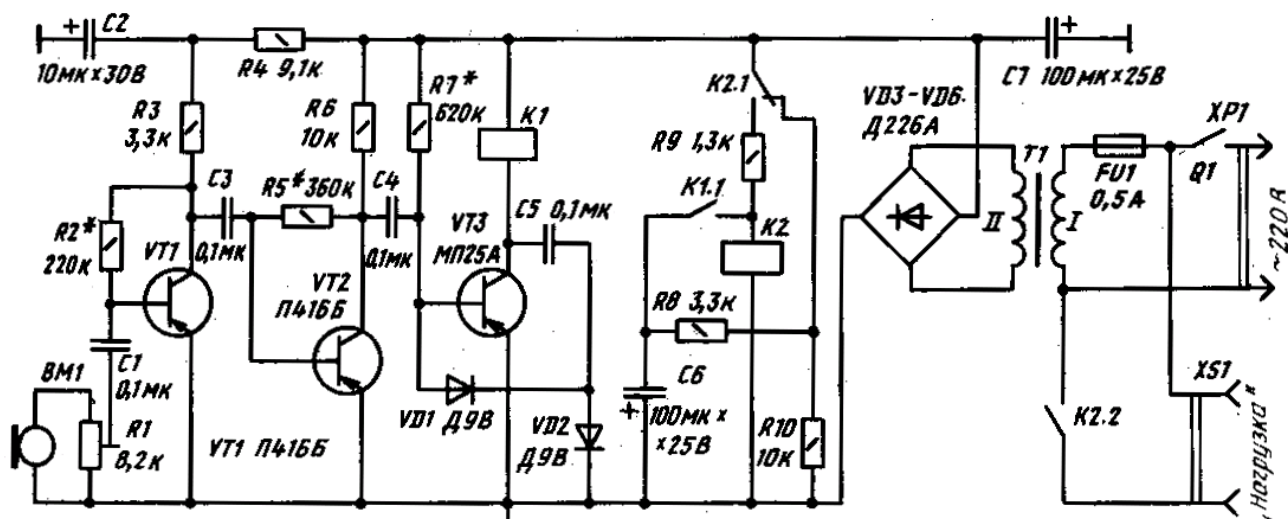 C2
10мк×30В
R4 9,1к
R3
3,3к
R6
10к
R7*
620к
K1
K2.1
VD3-VD6.
Д226А
C7 100мк×25В
XP1
Q1
R2*
220к
VT1
C3
0,1мк
R5* 360к
C4
0,1мк
VT3
МП25А
C5 0,1мк
R9 1,3к
K1.1
K2
T1
II
I
FU1
0,5А
~220В
VT2
П416Б
R8 3,3к
C1
0,1мк
BM1
R1
8,2к
VT1 П416Б
VD1 Д9В
VD2
Д9В
C6
100мк×
×25В
R10
10к
K2.2
XS1
„Нагрузка"